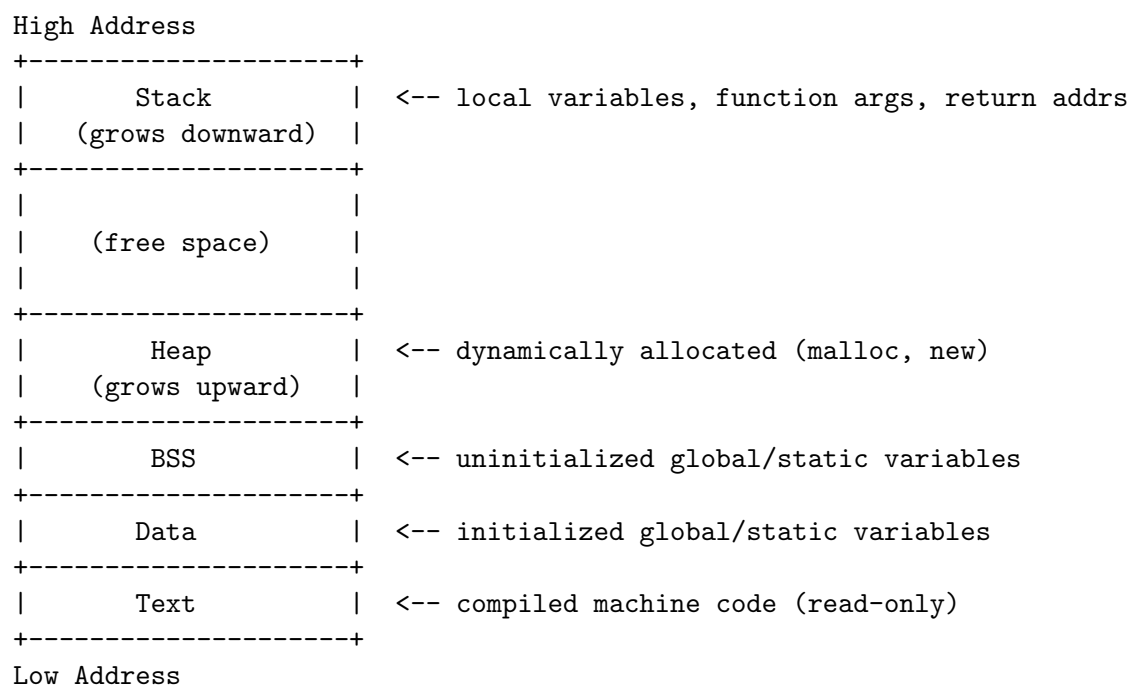 High Address
+---------------------+
|       Stack         |  <-- local variables, function args, return addrs
|   (grows downward)  |
+---------------------+
|                     |
|    (free space)     |
|                     |
+---------------------+
|        Heap         |  <-- dynamically allocated (malloc, new)
|    (grows upward)   |
+---------------------+
|        BSS          |  <-- uninitialized global/static variables
+---------------------+
|       Data          |  <-- initialized global/static variables
+---------------------+
|       Text          |  <-- compiled machine code (read-only)
+---------------------+
Low Address